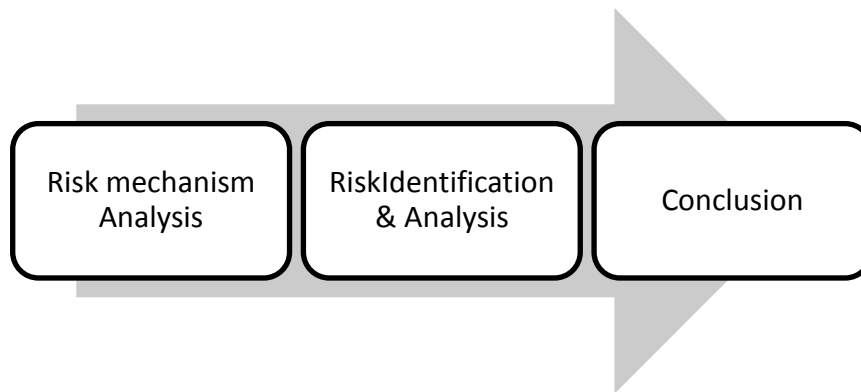 Risk mechanism
Analysis
RiskIdentification
& Analysis
Conclusion